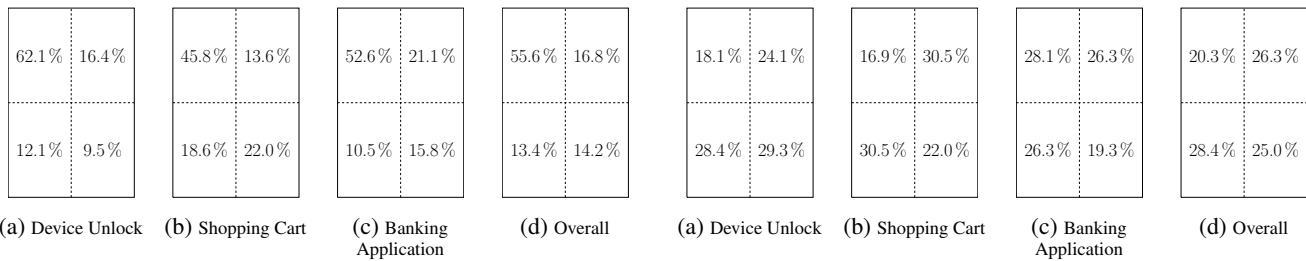 62.1 % 16.4 % 45.8 % 13.6 % 52.6 % 21.1 % 55.6 % 16.8 % 18.1 % 24.1 % 16.9 % 30.5 % 28.1 % 26.3 % 20.3 % 26.3 %
12.1 % 9.5 % 18.6 % 22.0 % 10.5 % 15.8 % 13.4 % 14.2 % 28.4 % 29.3 % 30.5 % 22.0 % 26.3 % 19.3 % 28.4 % 25.0 %
(a) Device Unlock (b) Shopping Cart (c) Banking (d) Overall (a) Device Unlock (b) Shopping Cart (c) Banking (d) Overall
Application Application